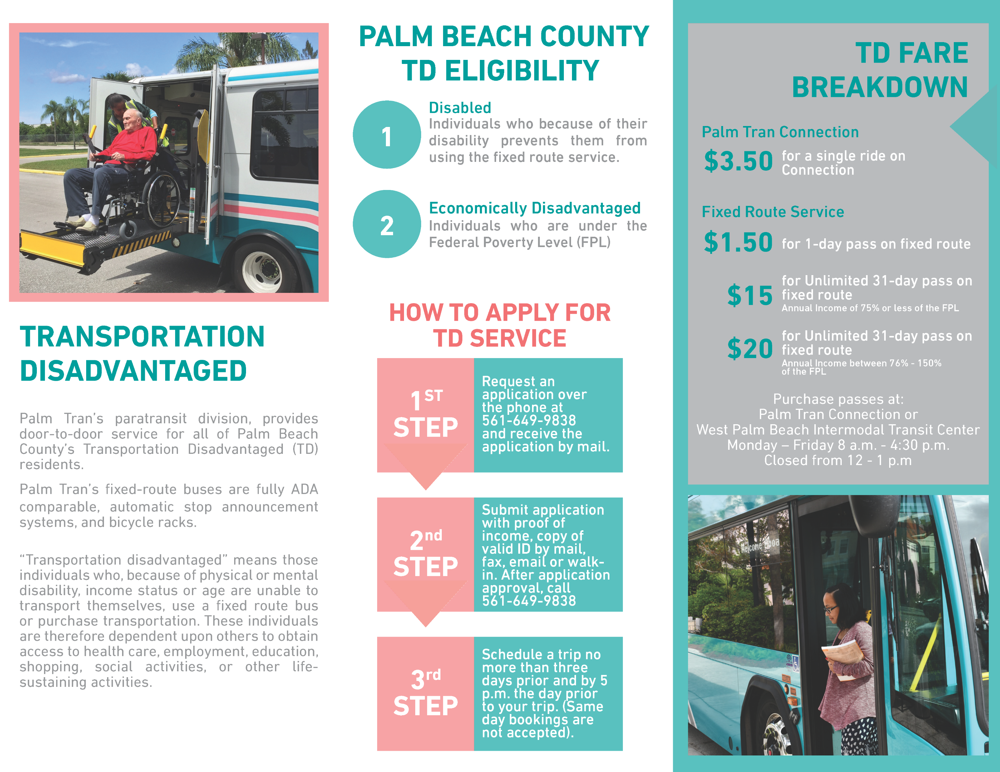 TRANSPORTATION
DISADVANTAGED
Palm Tran's paratransit division, provides
door-to-door service for all of Palm Beach
County's Transportation Disadvantaged (TD)
residents.
Palm Tran's fixed-route buses are fully ADA
comparable, automatic stop announcement
systems, and bicycle racks.
“Transportation disadvantaged” means those
individuals who, because of physical or mental
disability, income status or age are unable to
transport themselves, use a fixed route bus
or purchase transportation. These individuals
are therefore dependent upon others to obtain
access to health care, employment, education,
shopping, social activities, or other life-
sustaining activities.
PALM BEACH COUNTY
TD ELIGIBILITY
1
Disabled
Individuals who because of their
disability prevents them from
using the fixed route service.
2
Economically Disadvantaged
Individuals who are under the
Federal Poverty Level (FPL)
HOW TO APPLY FOR
TD SERVICE
1ST
STEP
Request an
application over
the phone at
561-649-9838
and receive the
application by mail.
2nd
STEP
Submit application
with proof of
income, copy of
valid ID by mail,
fax, email or walk-
in. After application
approval, call
561-649-9838
3rd
STEP
Schedule a trip no
more than three
days prior and by 5
p.m. the day prior
to your trip. (Same
day bookings are
not accepted).
TD FARE
BREAKDOWN
Palm Tran Connection
$3.50 for a single ride on
Connection
Fixed Route Service
$1.50 for 1-day pass on fixed route
$15 for Unlimited 31-day pass on
fixed route
Annual Income of 75% or less of the FPL
$20 for Unlimited 31-day pass on
fixed route
Annual Income between 76% - 150%
of the FPL
Purchase passes at:
Palm Tran Connection or
West Palm Beach Intermodal Transit Center
Monday – Friday 8 a.m. - 4:30 p.m.
Closed from 12 - 1 p.m
Welcome